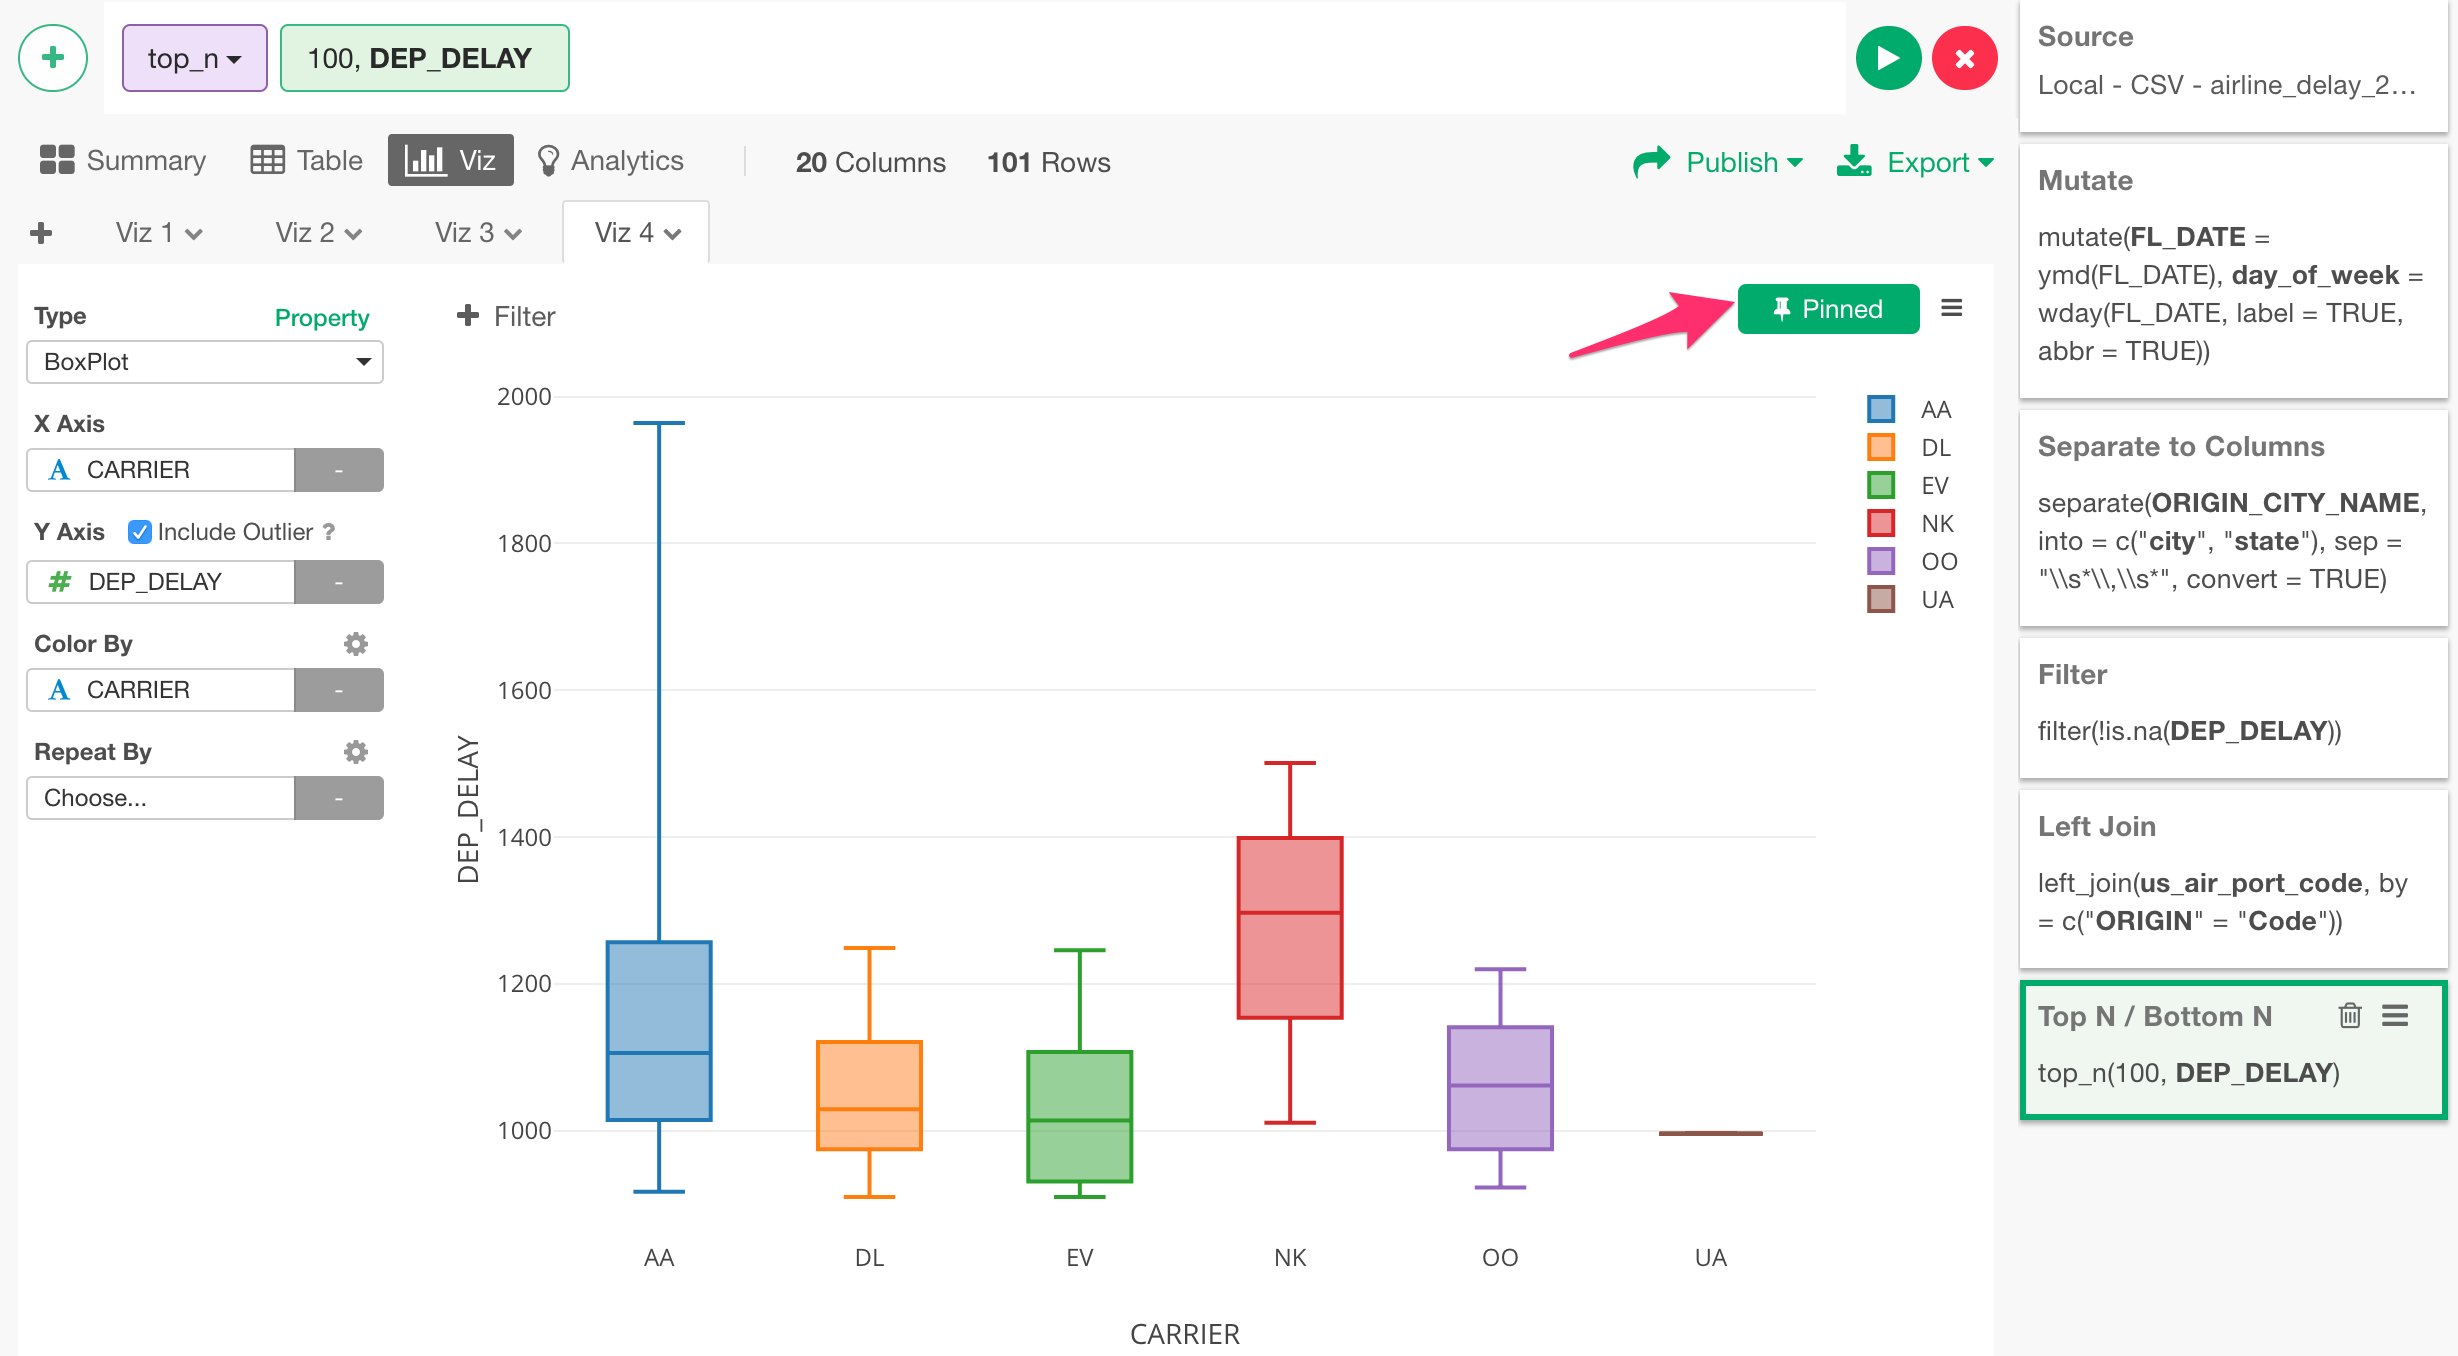 top_n
100, DEP_DELAY
Summary
Table
Viz
Analytics
20 Columns
101 Rows
Publish
Export
Viz 1
Viz 2
Viz 3
Viz 4
Type
Property
BoxPlot
X Axis
A CARRIER
-
Y Axis
Include Outlier ?
# DEP_DELAY
-
Color By
A CARRIER
-
Repeat By
Choose...
-
+ Filter
Pinned
2000
1800
1600
1400
1200
1000
DEP_DELAY
AA
DL
EV
NK
OO
UA
CARRIER
AA
DL
EV
NK
OO
UA
Source
Local - CSV - airline_delay_2...
Mutate
mutate(FL_DATE =
ymd(FL_DATE), day_of_week =
wday(FL_DATE, label = TRUE,
abbr = TRUE))
Separate to Columns
separate(ORIGIN_CITY_NAME,
into = c("city", "state"), sep =
"\\s*\\,\\s*", convert = TRUE)
Filter
filter(!is.na(DEP_DELAY))
Left Join
left_join(us_air_port_code, by
= c("ORIGIN" = "Code"))
Top N / Bottom N
top_n(100, DEP_DELAY)